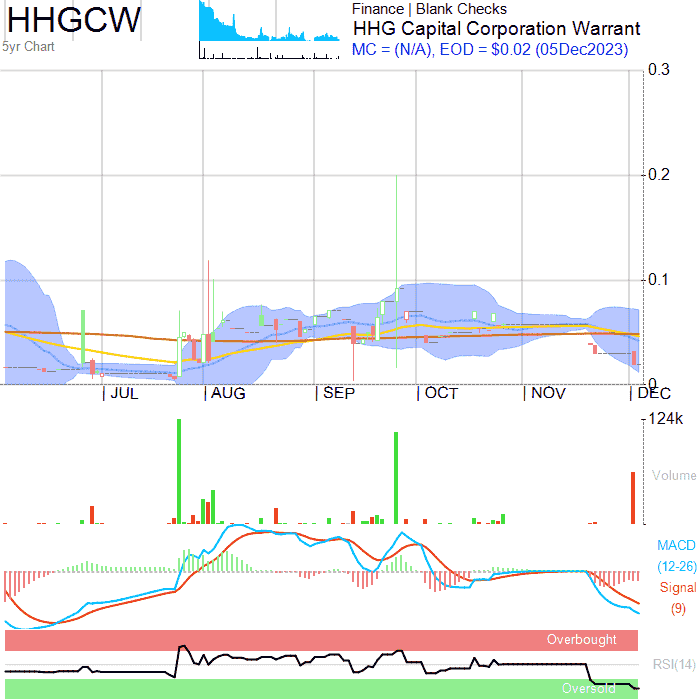 HHGCW
5yr Chart
Finance | Blank Checks
HHG Capital Corporation Warrant
MC = (N/A), EOD = $0.02 (05Dec2023)
0.3
0.2
0.1
0
JUL
AUG
SEP
OCT
NOV
DEC
124k
Volume
MACD
(12-26)
Signal
(9)
Overbought
RSI(14)
Oversold